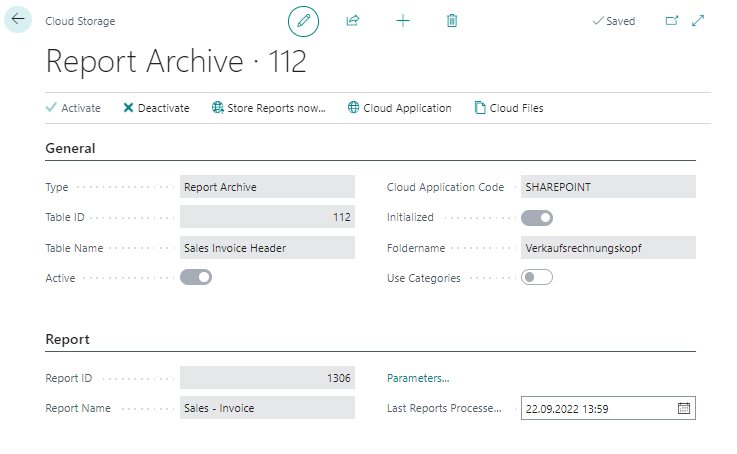 Cloud Storage
Saved
Report Archive · 112
Activate
Deactivate
Store Reports now...
Cloud Application
Cloud Files
General
Type
Report Archive
Cloud Application Code
SHAREPOINT
Table ID
112
Initialized
Table Name
Sales Invoice Header
Foldername
Verkaufsrechnungskopf
Active
Use Categories
Report
Report ID
1306
Parameters...
Report Name
Sales - Invoice
Last Reports Processe...
22.09.2022 13:59